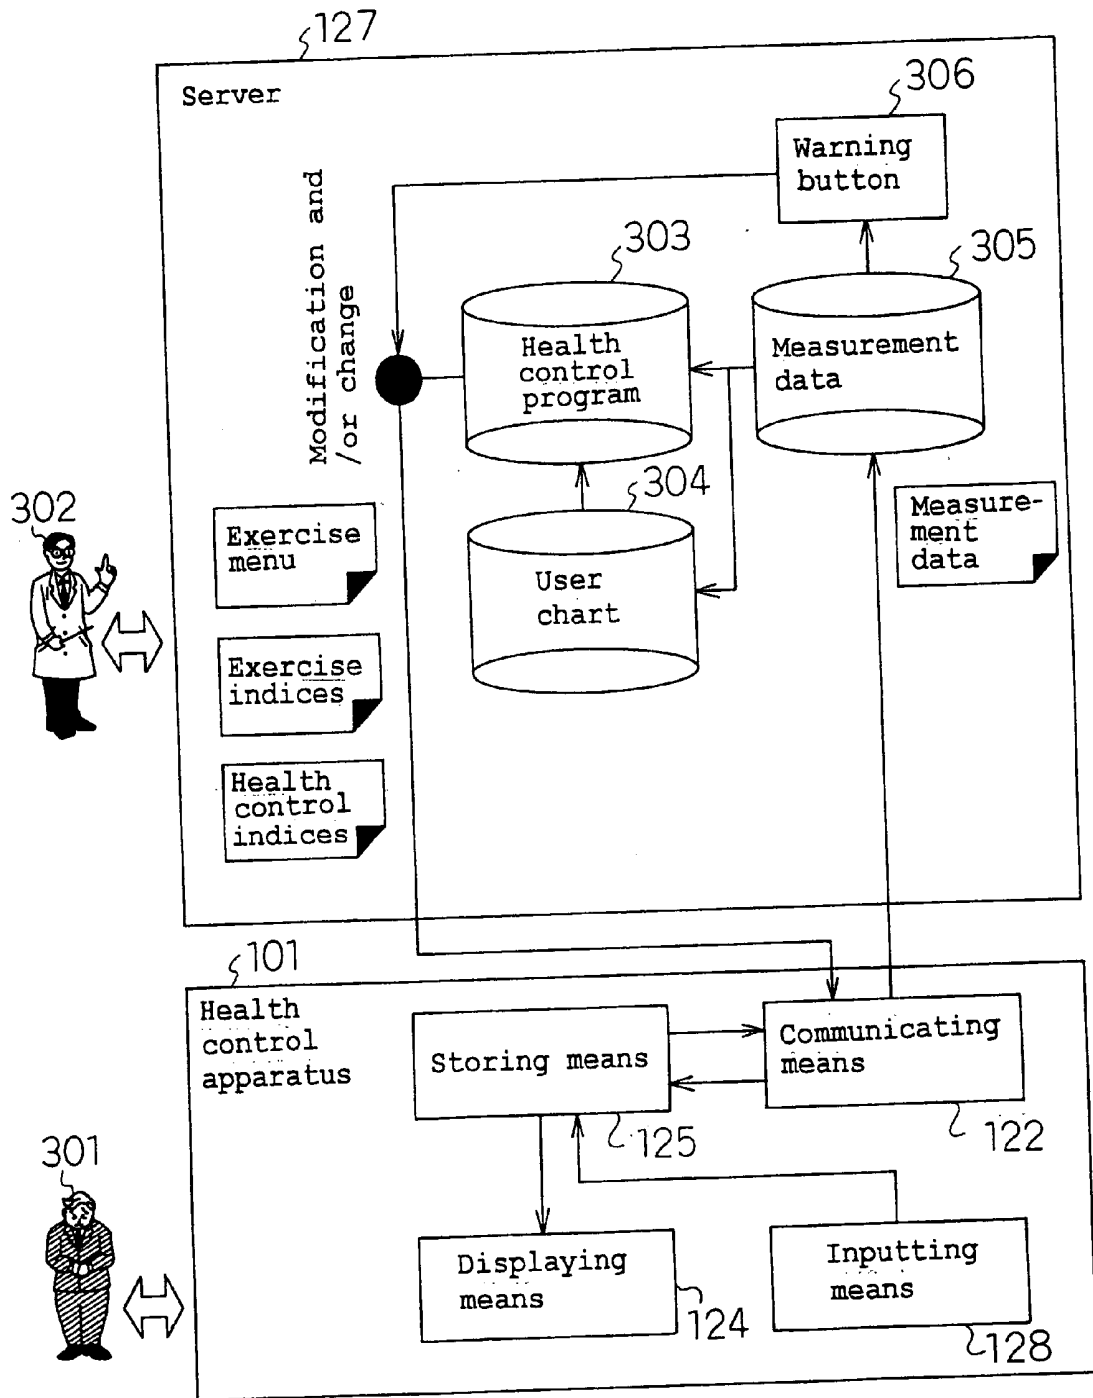 127
Server
306
Warning
button
Modification and
/or change
303
305
Health
control
program
Measurement
data
304
User
chart
Measure-
ment
data
302
Exercise
menu
Exercise
indices
Health
control
indices
101
Health
control
apparatus
Storing means
125
Communicating
means
122
301
Displaying
means
124
Inputting
means
128